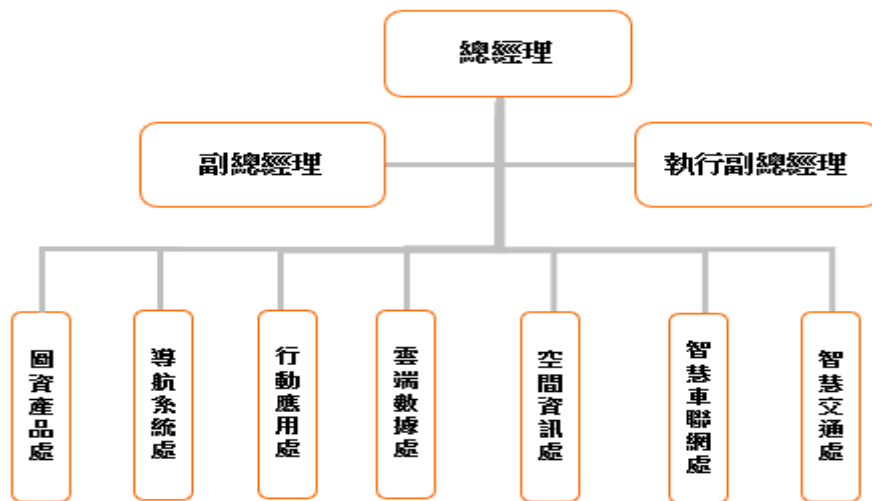 總經理
副總經理
執行副總經理
圖資產品處
導航系統處
行動應用處
雲端數據處
空間資訊處
智慧車聯網處
智慧交通處